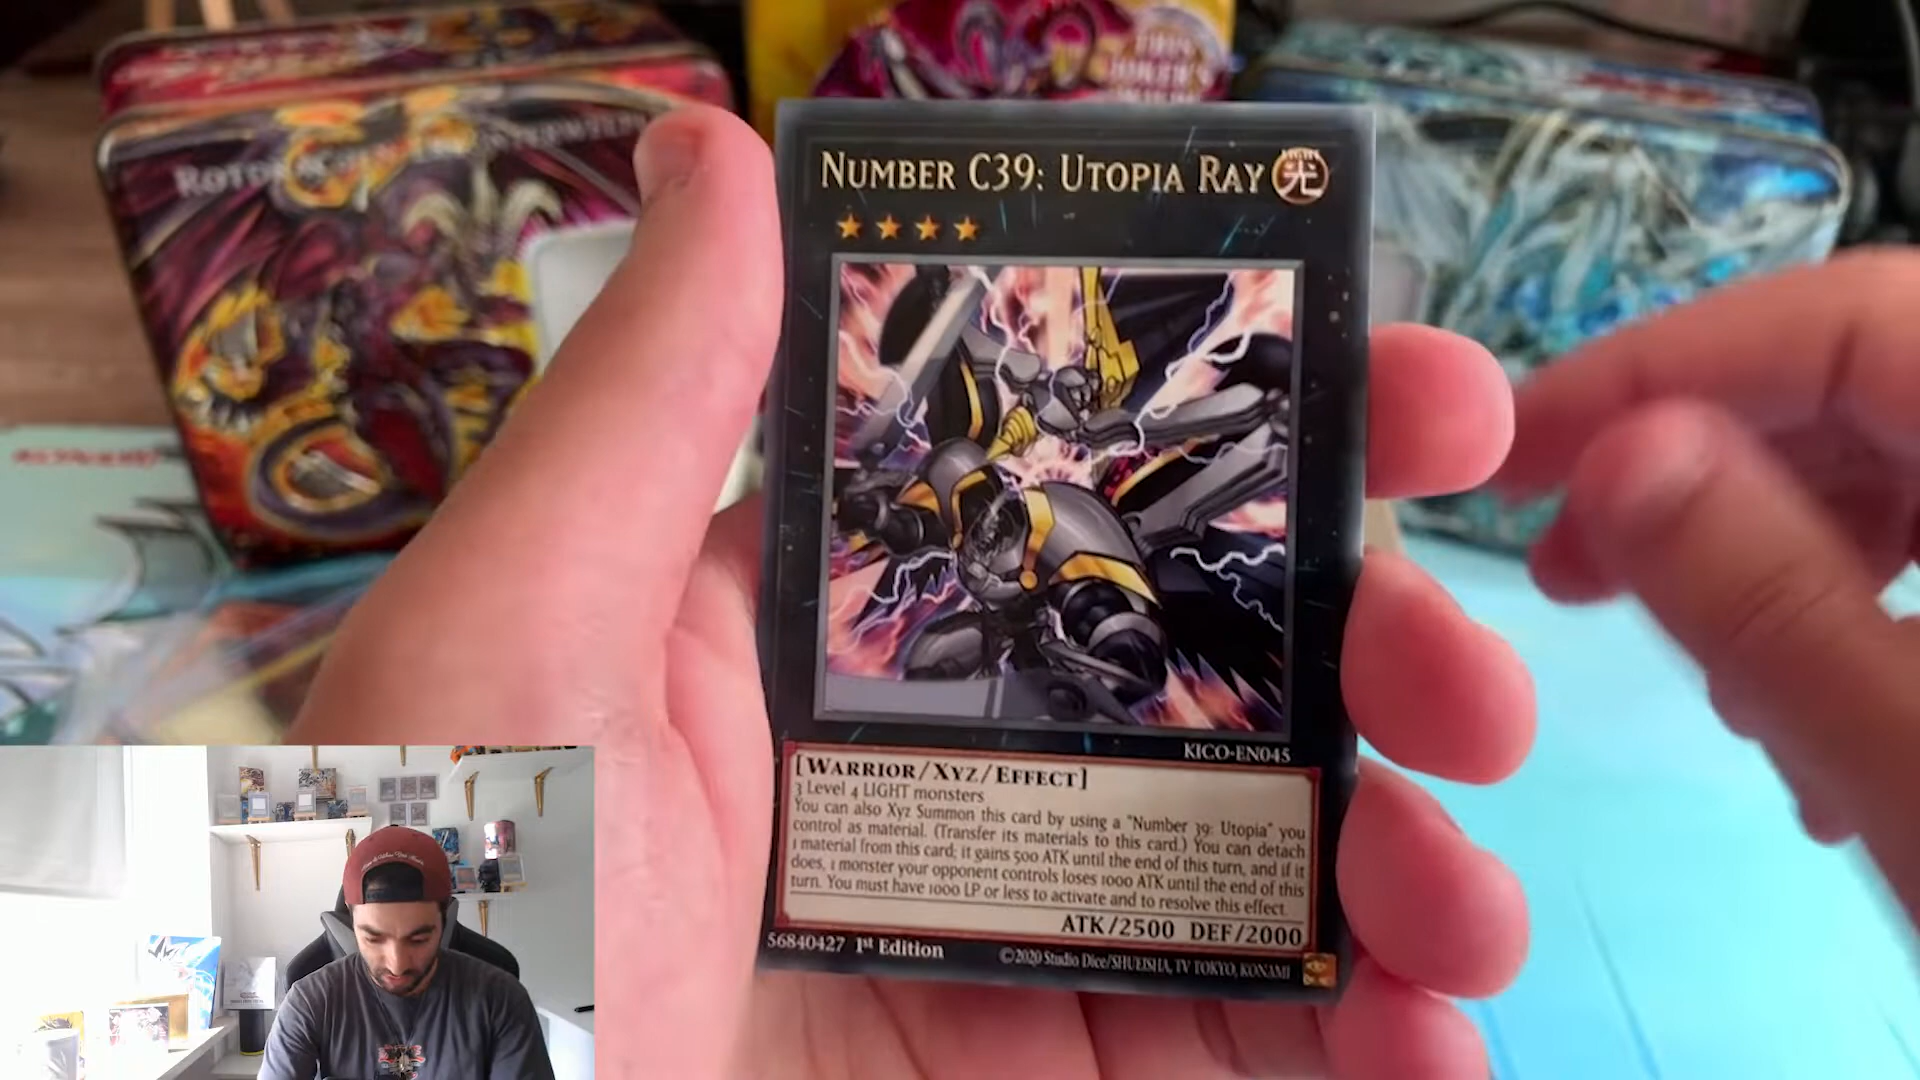 NUMBER C39: UTOPIA RAY
光
KICO-EN045
[WARRIOR/XYZ/EFFECT]
3 Level 4 LIGHT monsters
You can also Xyz Summon this card by using a "Number 39: Utopia" you
control as material. (Transfer its materials to this card.) You can detach
1 material from this card; it gains 500 ATK until the end of this turn, and if it
does, 1 monster your opponent controls loses 1000 ATK until the end of this
turn. You must have 1000 LP or less to activate and to resolve this effect.
ATK/2500 DEF/2000
56840427 1st Edition
©2020 Studio Dice/SHUEISHA, TV TOKYO, KONAMI
KONAMI